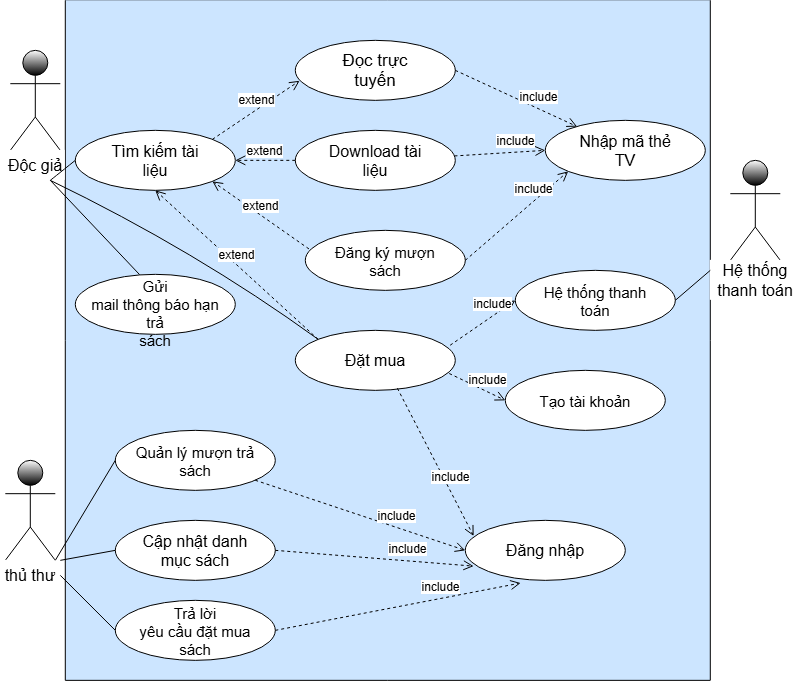 Đọc trực
tuyến
extend
include
Độc giả
Tìm kiếm tài
liệu
extend
Download tài
liệu
include
Nhập mã thẻ
TV
extend
include
Đăng ký mượn
sách
extend
Hệ thống
thanh toán
Gửi
mail thông báo hạn
trả
sách
include
Hệ thống thanh
toán
Đặt mua
include
Tạo tài khoản
Quản lý mượn trả
sách
include
thủ thư
include
Cập nhật danh
mục sách
include
Đăng nhập
include
Trả lời
yêu cầu đặt mua
sách